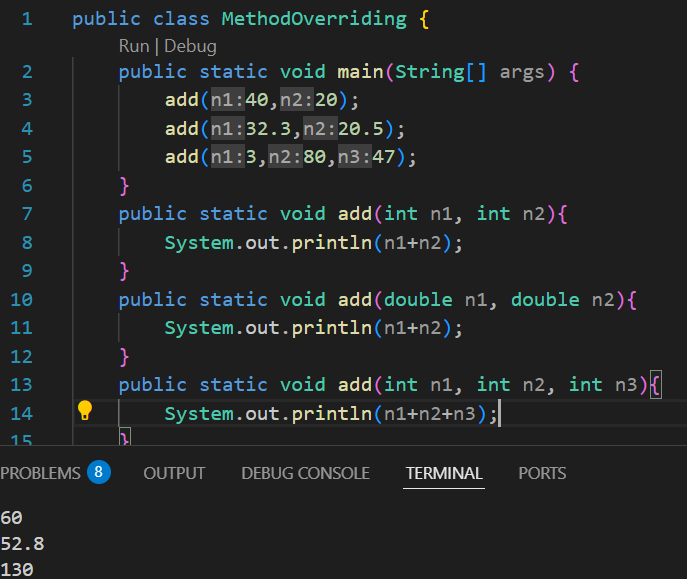 1 public class MethodOverriding {
Run | Debug
2 public static void main(String[] args) {
3 add(n1:40,n2:20);
4 add(n1:32.3,n2:20.5);
5 add(n1:3,n2:80,n3:47);
6 }
7 public static void add(int n1, int n2){
8 System.out.println(n1+n2);
9 }
10 public static void add(double n1, double n2){
11 System.out.println(n1+n2);
12 }
13 public static void add(int n1, int n2, int n3){
14 System.out.println(n1+n2+n3);
15 }
PROBLEMS 8 OUTPUT DEBUG CONSOLE TERMINAL PORTS
60
52.8
130